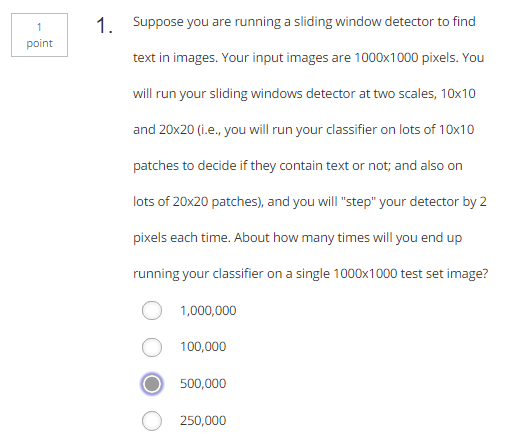 1
point
1. Suppose you are running a sliding window detector to find
text in images. Your input images are 1000x1000 pixels. You
will run your sliding windows detector at two scales, 10x10
and 20x20 (i.e., you will run your classifier on lots of 10x10
patches to decide if they contain text or not; and also on
lots of 20x20 patches), and you will "step" your detector by 2
pixels each time. About how many times will you end up
running your classifier on a single 1000x1000 test set image?
1,000,000
100,000
500,000
250,000